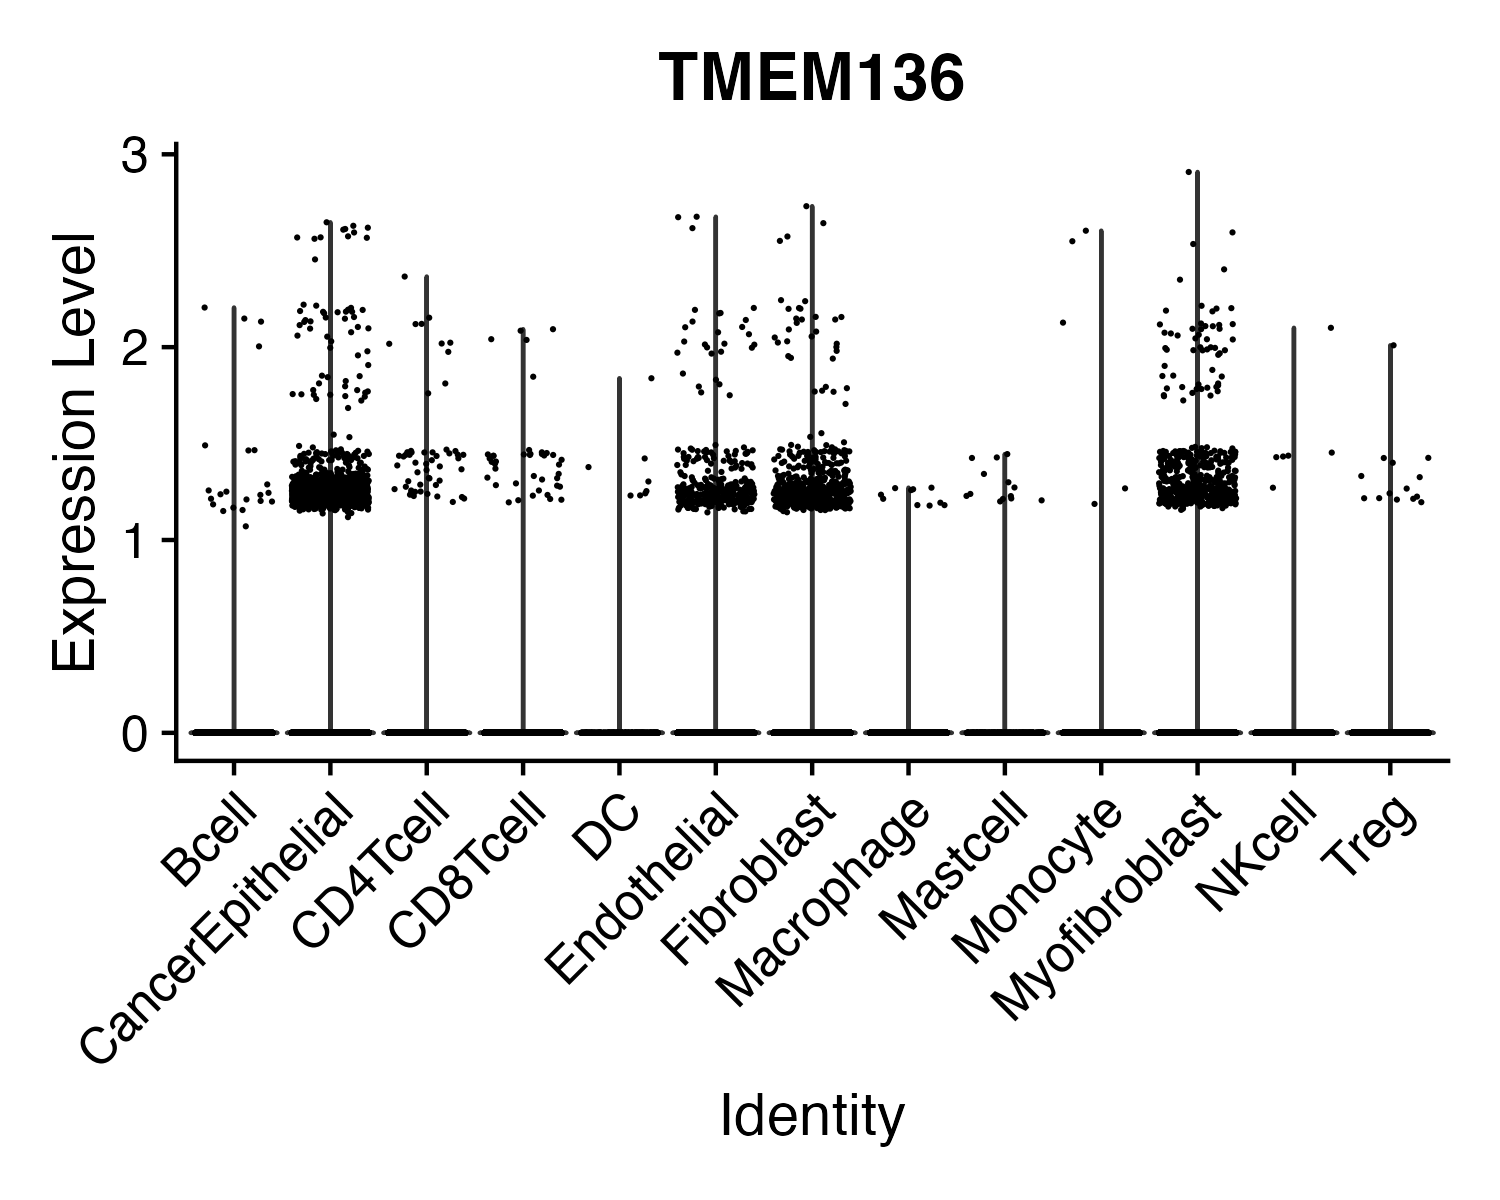 TMEM136
Expression Level
3
2
1
0
Bcell
CancerEpithelial
CD4Tcell
CD8Tcell
DC
Endothelial
Fibroblast
Macrophage
Mastcell
Monocyte
Myofibroblast
NKcell
Treg
Identity